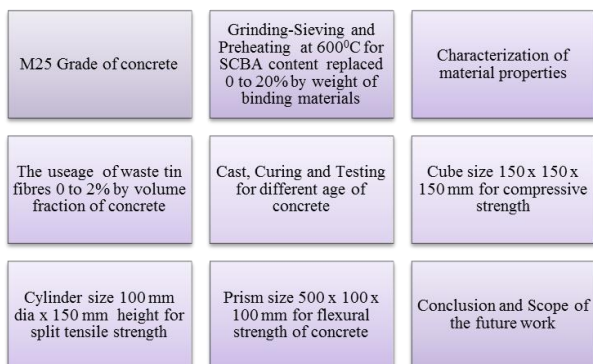 M25 Grade of concrete
Grinding-Sieving and
Preheating at 600⁰C for
SCBA content replaced
0 to 20% by weight of
binding materials
Characterization of
material properties
The useage of waste tin
fibres 0 to 2% by volume
fraction of concrete
Cast, Curing and Testing
for different age of
concrete
Cube size 150 x 150 x
150 mm for compressive
strength
Cylinder size 100 mm
dia x 150 mm height for
split tensile strength
Prism size 500 x 100 x
100 mm for flexural
strength of concrete
Conclusion and Scope of
the future work